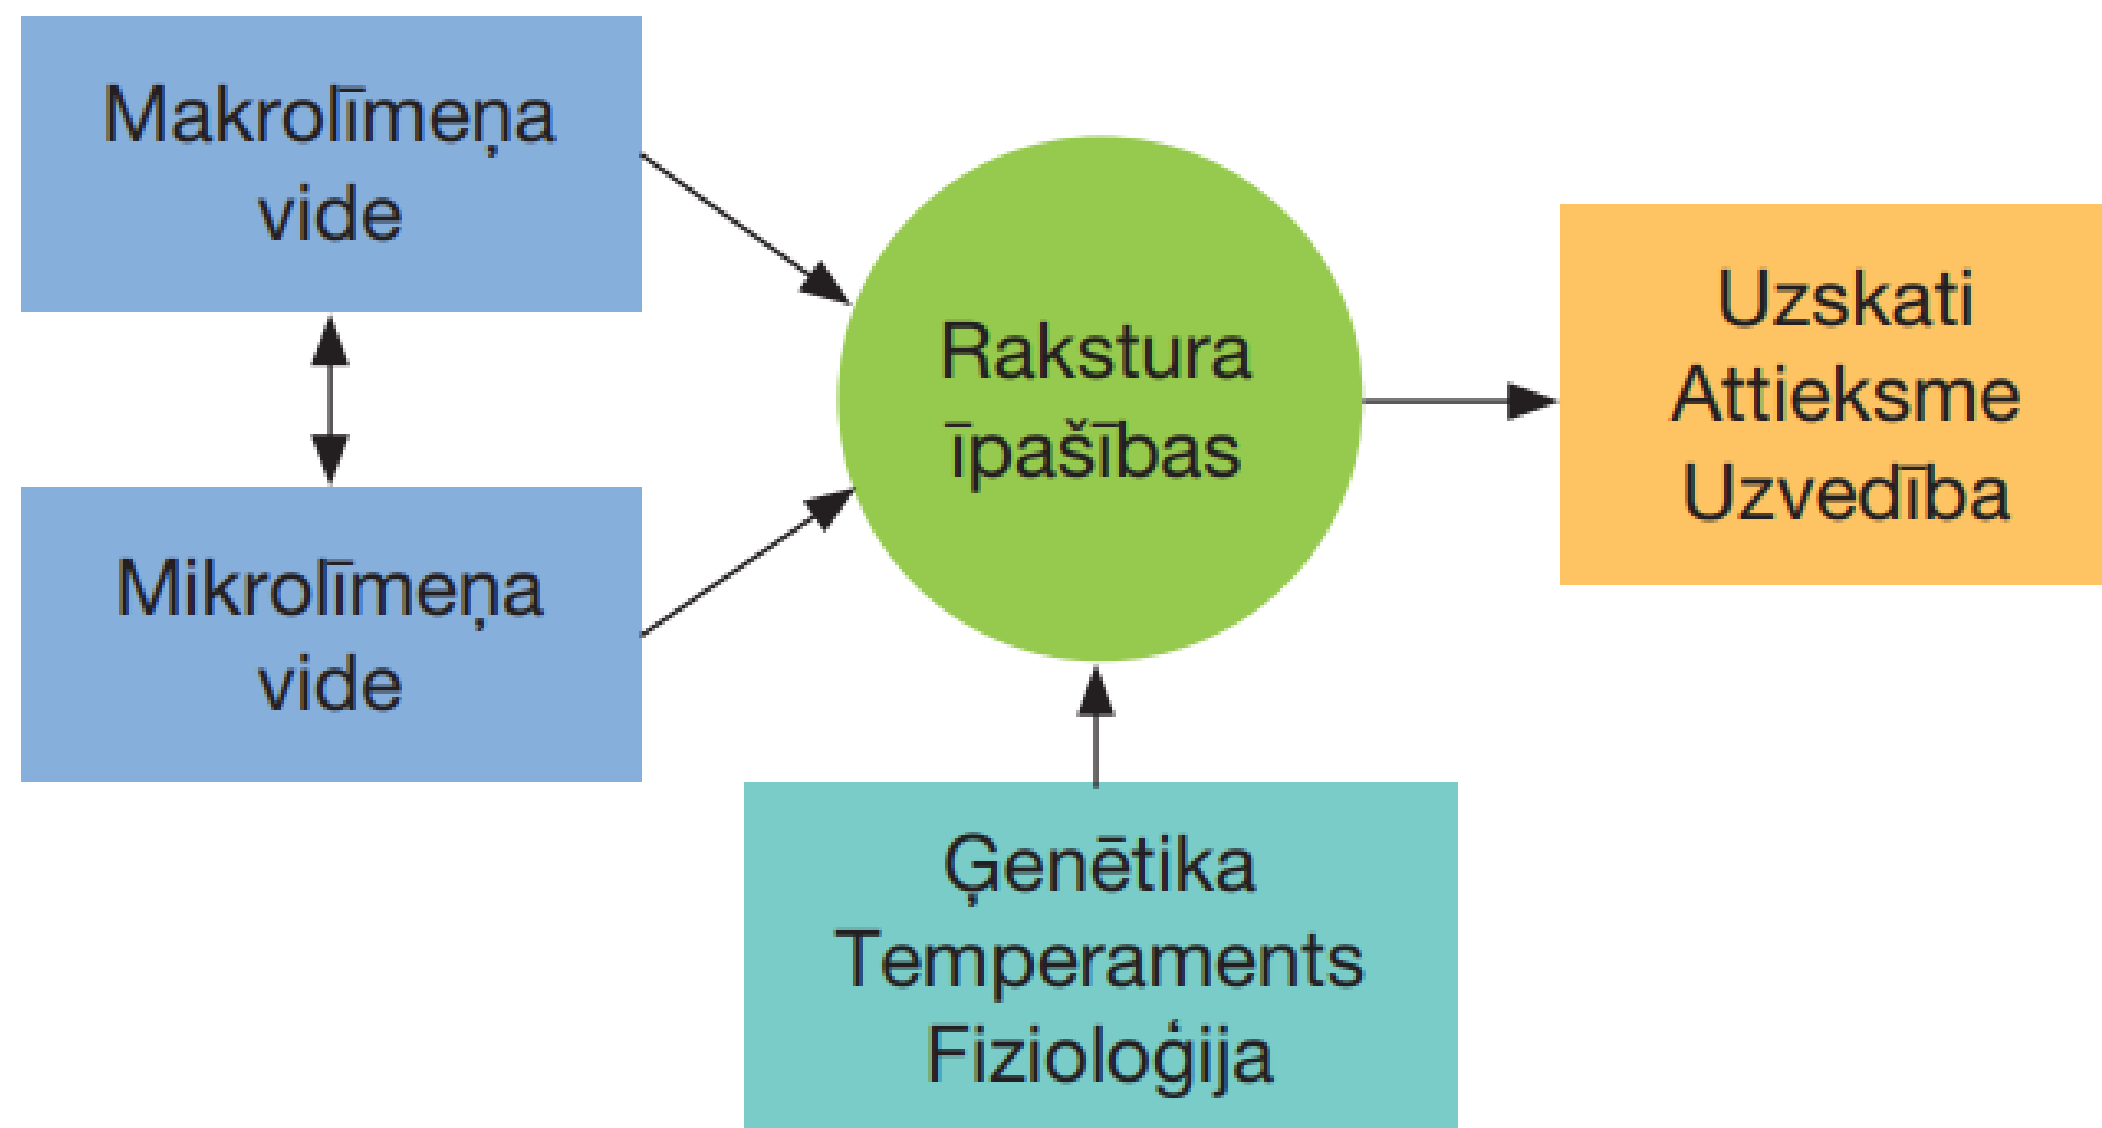 Makrolīmeņa
vide
Mikrolīmeņa
vide
Rakstura
īpašības
Uzskati
Attieksme
Uzvedība
Ģenētika
Temperaments
Fizioloģija